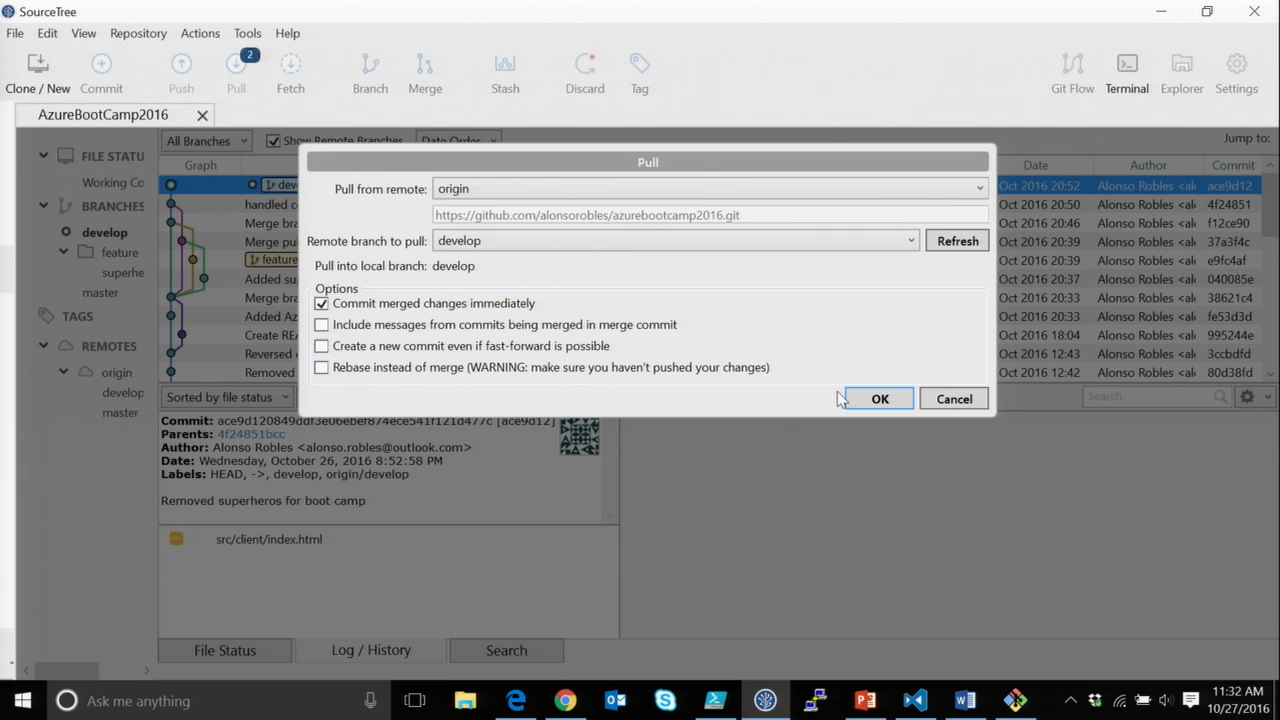 SourceTree
File Edit View Repository Actions Tools Help
2
Clone / New Commit Push Pull Fetch Branch Merge Stash Discard Tag Git Flow Terminal Explorer Settings
AzureBootCamp2016
FILE STATU
Working Co
BRANCHES
develop
feature
superhe
master
TAGS
REMOTES
origin
develop
master
All Branches Show Remote Branches Date Order Jump to:
Graph Date Author Commit
dev Oct 2016 20:52 Alonso Robles <al ace9d12
handled c Oct 2016 20:50 Alonso Robles <al 4f24851
Merge bra Oct 2016 20:46 Alonso Robles <al f12ce90
Merge pu Oct 2016 20:39 Alonso Robles <al 37a3f4c
feature Oct 2016 20:39 Alonso Robles <al e9fc4af
Added su Oct 2016 20:37 Alonso Robles <al 040085e
Merge bra Oct 2016 20:33 Alonso Robles <al 38621c4
Added Az Oct 2016 20:33 Alonso Robles <al fe53d3d
Create RE Oct 2016 18:04 Alonso Robles <al 995244e
Reversed Oct 2016 12:43 Alonso Robles <al 3ccbdfd
Removed Oct 2016 12:42 Alonso Robles <al 80d38fd
Pull
Pull from remote: origin
https://github.com/alonsorobles/azurebootcamp2016.git
Remote branch to pull: develop Refresh
Pull into local branch: develop
Options
Commit merged changes immediately
Include messages from commits being merged in merge commit
Create a new commit even if fast-forward is possible
Rebase instead of merge (WARNING: make sure you haven't pushed your changes)
OK Cancel
Sorted by file status Search
Commit: [ace9d12]
Parents: 4f24851bcc
Author: Alonso Robles <alonso.robles@outlook.com>
Date: Wednesday, October 26, 2016 8:52:58 PM
Labels: HEAD, ->, develop, origin/develop
Removed superheros for boot camp
src/client/index.html
File Status Log / History Search
Ask me anything
11:32 AM
10/27/2016